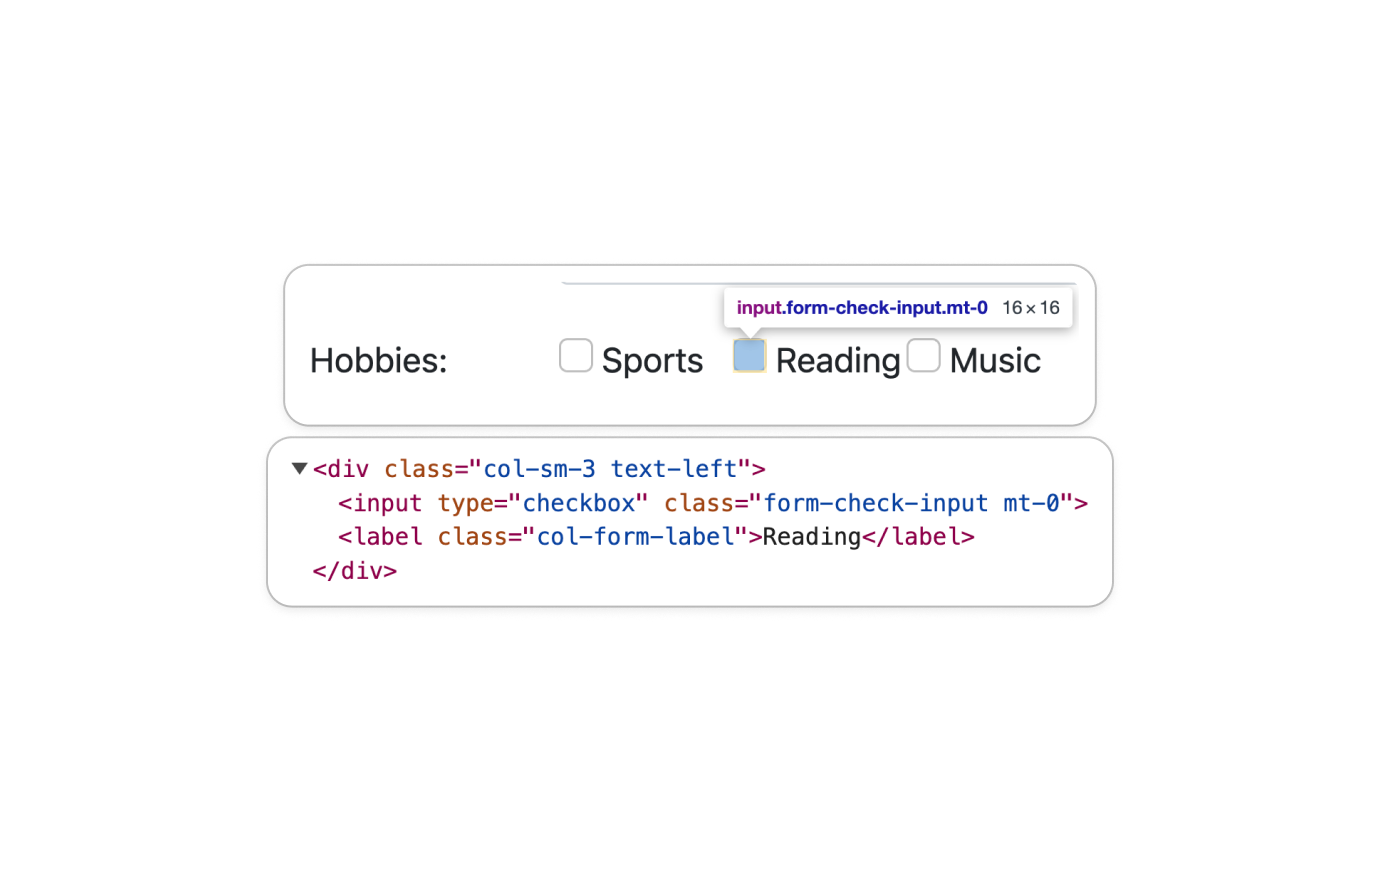 input.form-check-input.mt-0 16×16
Hobbies: Sports Reading Music
▼<div class="col-sm-3 text-left">
<input type="checkbox" class="form-check-input mt-0">
<label class="col-form-label">Reading</label>
</div>